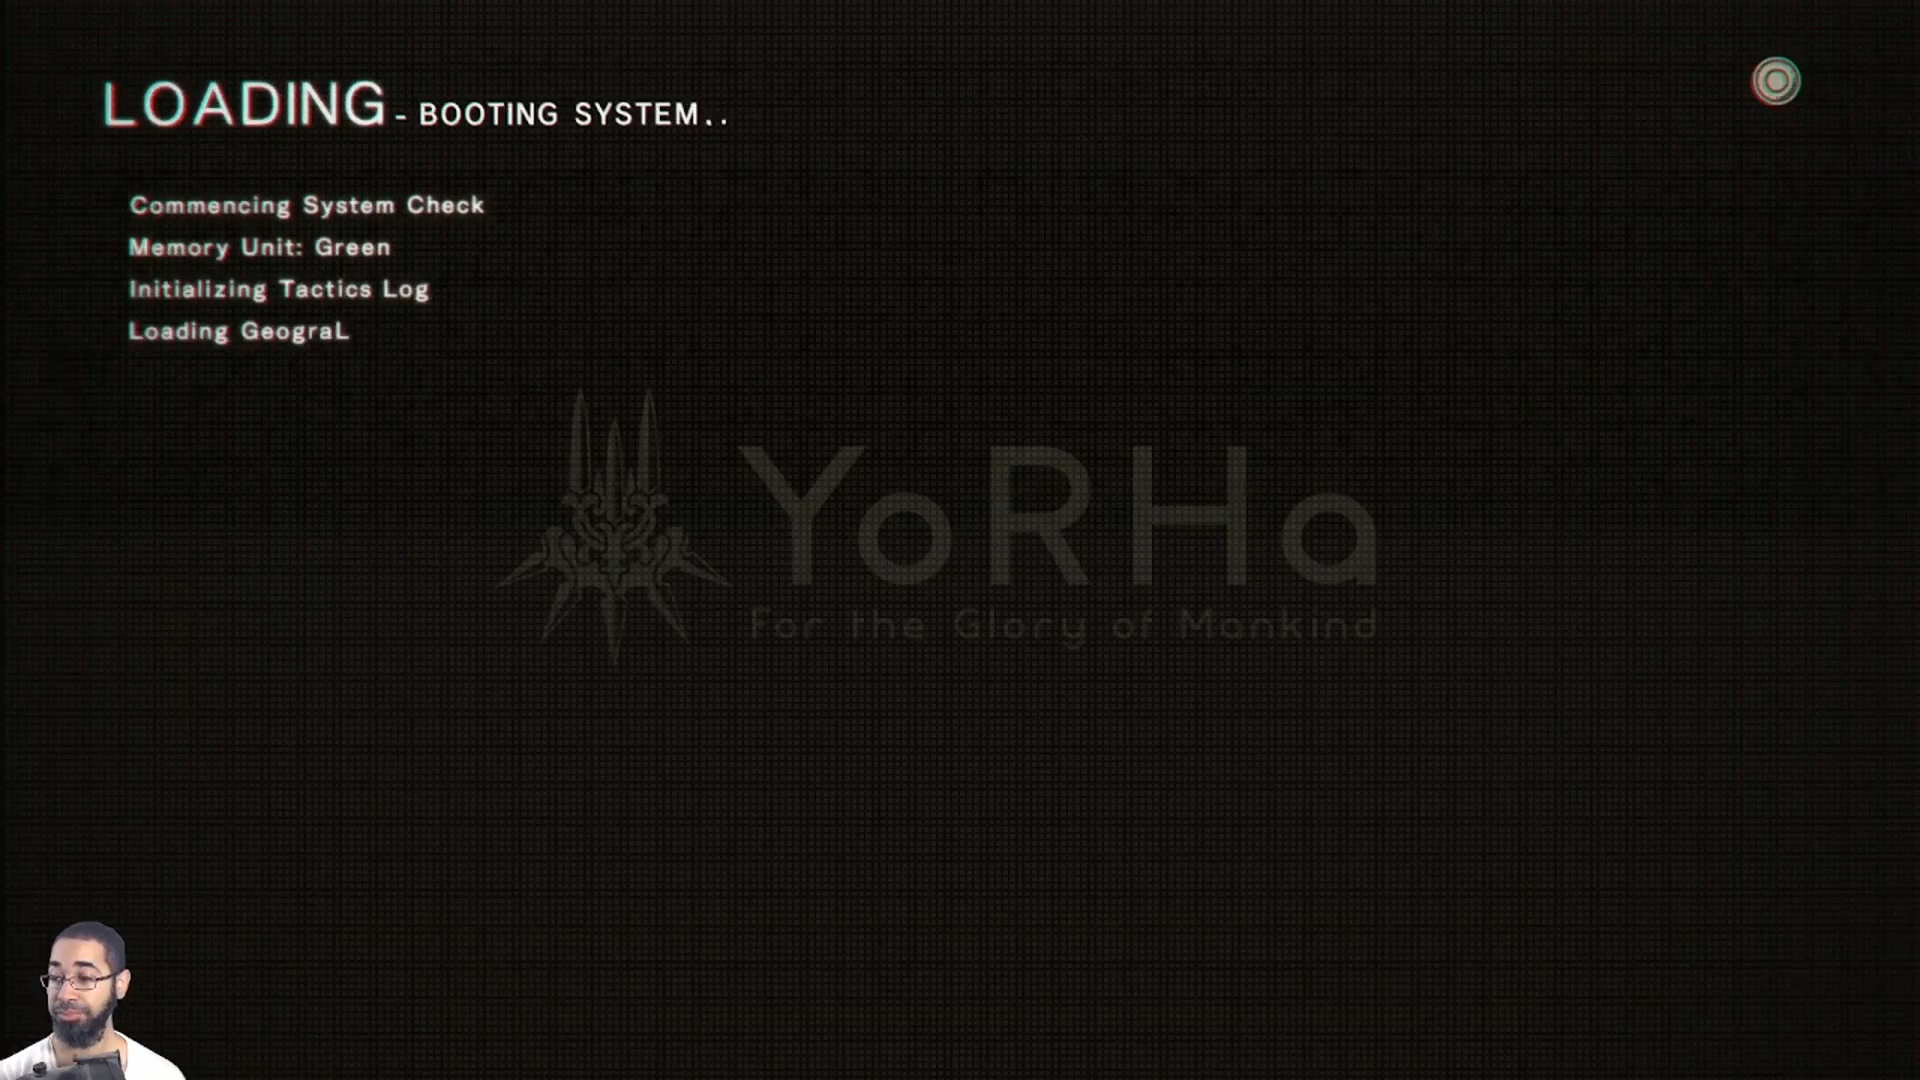 LOADING - BOOTING SYSTEM..
Commencing System Check
Memory Unit: Green
Initializing Tactics Log
Loading GeograL
YoRHa
For the Glory of Mankind